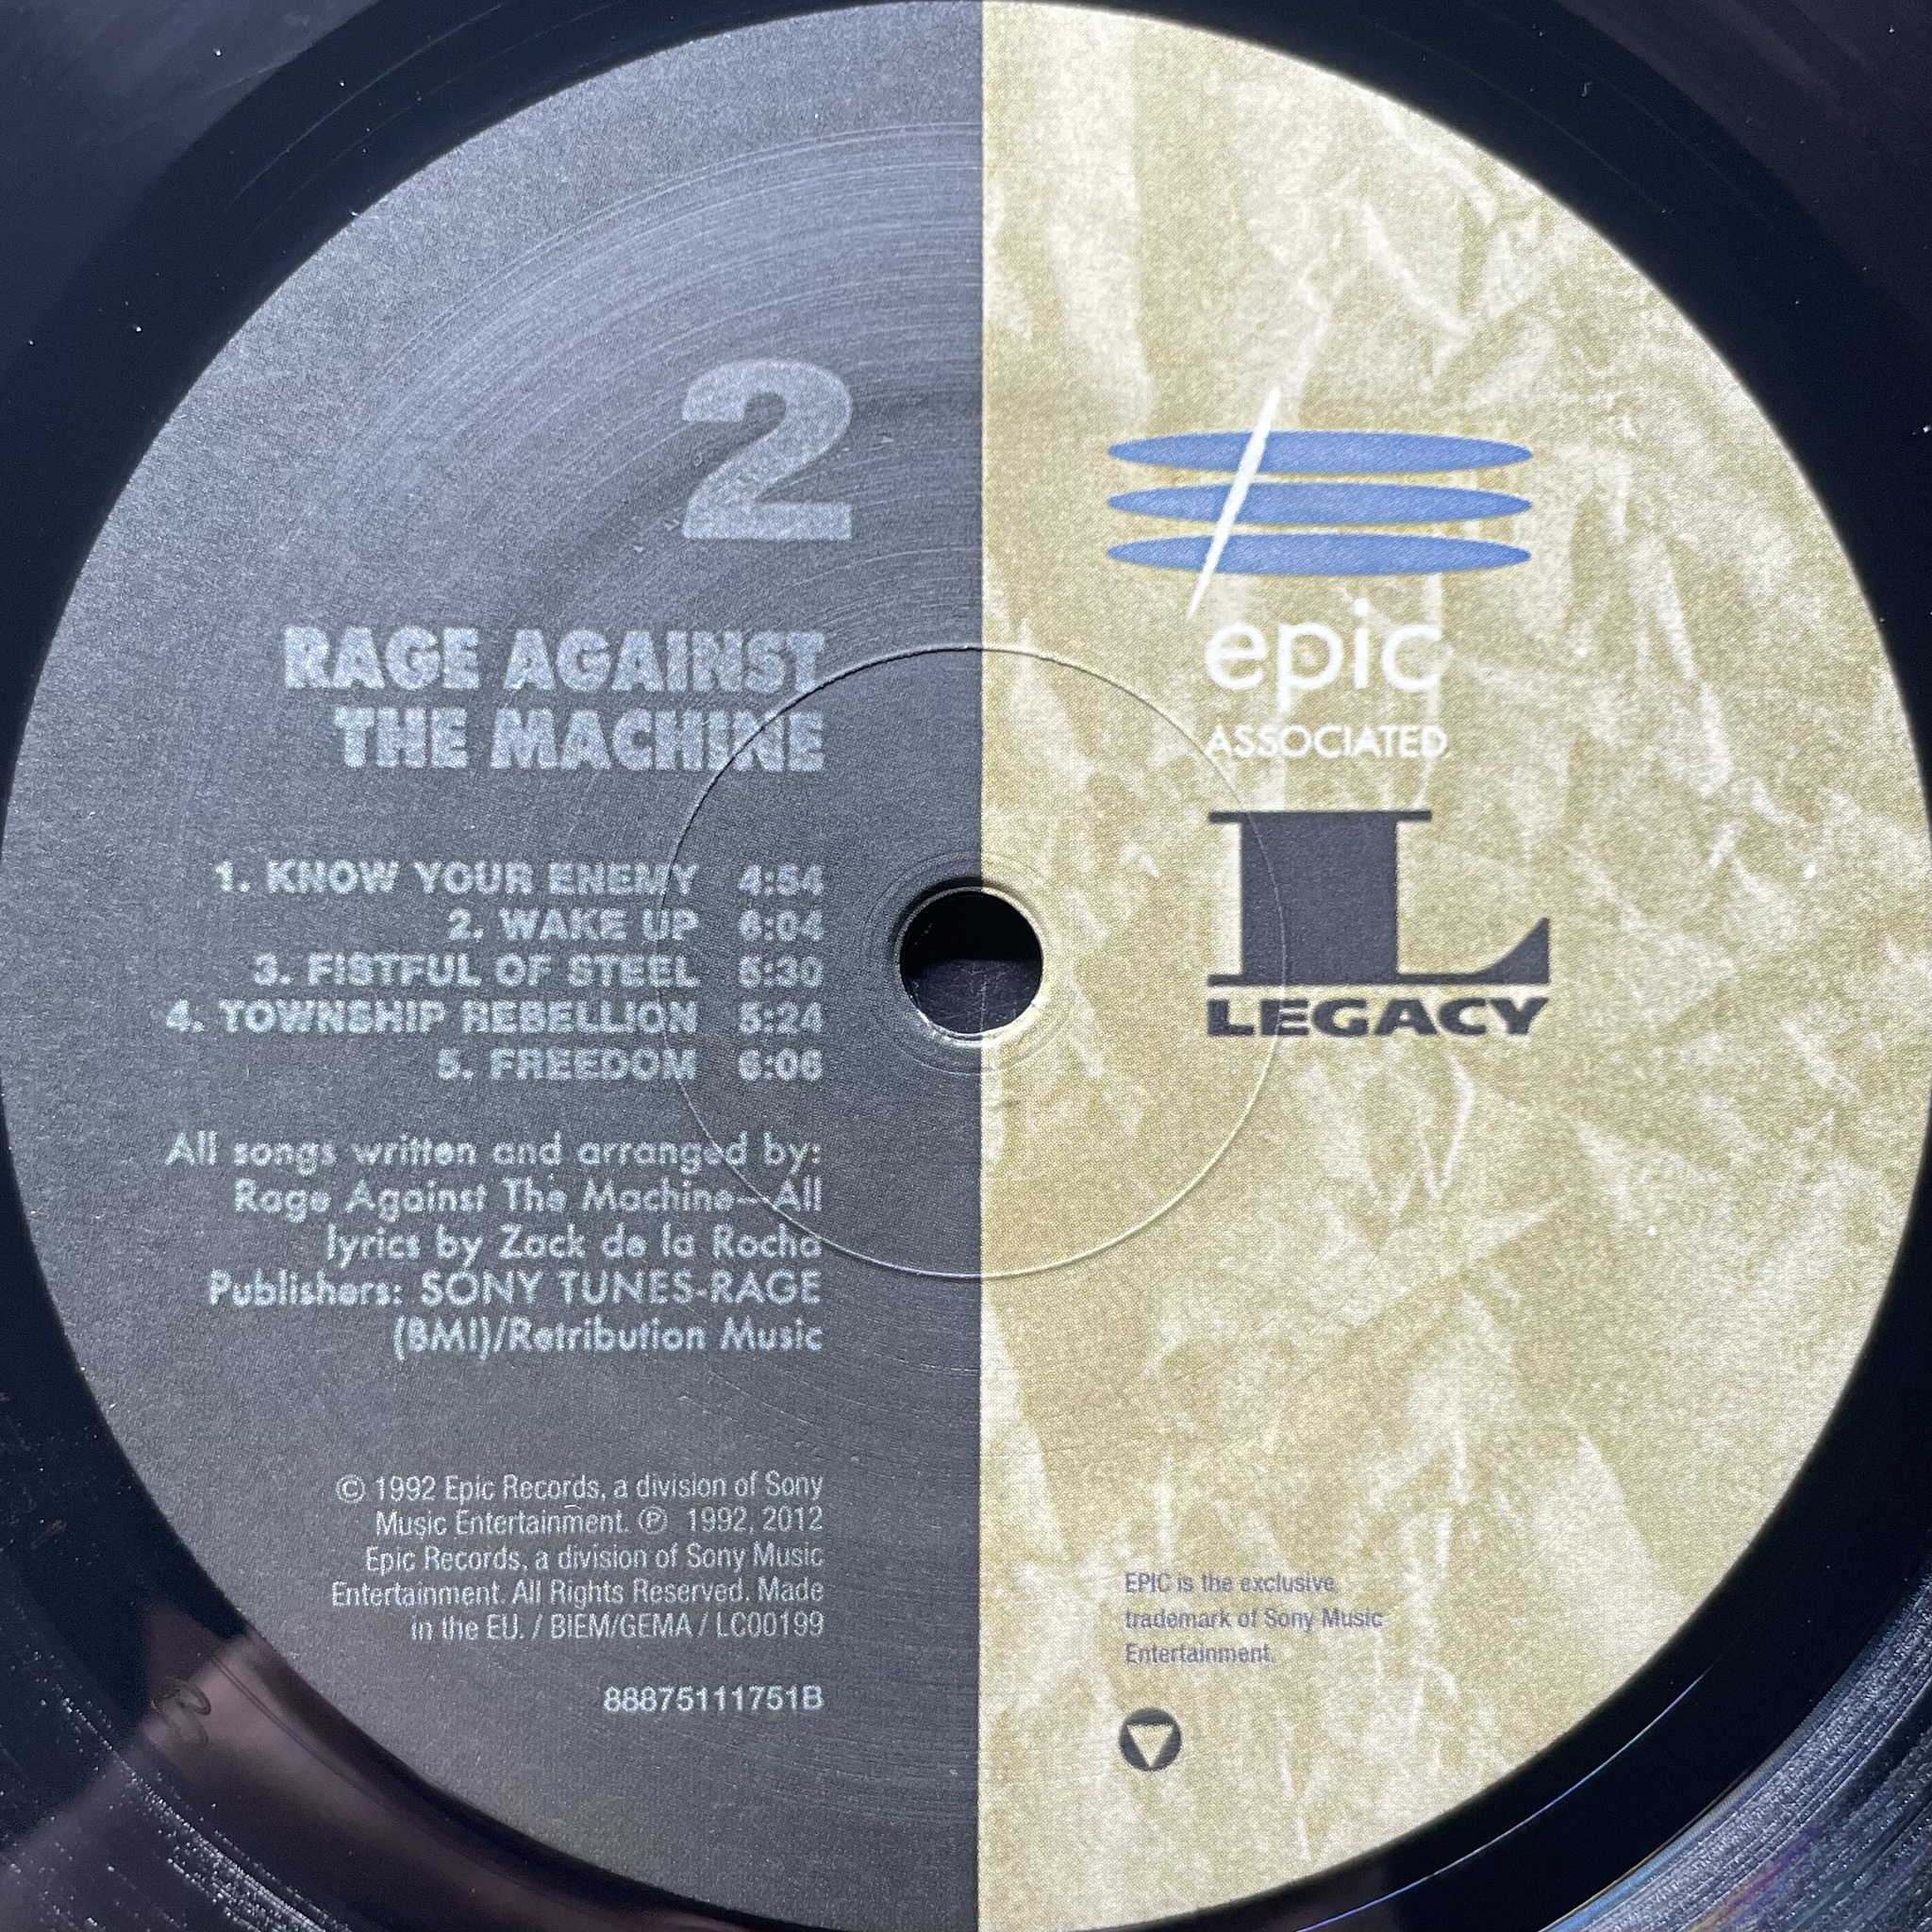 2
RAGE AGAINST
THE MACHINE
1. KNOW YOUR ENEMY 4:54
2. WAKE UP 6:04
3. FISTFUL OF STEEL 5:30
4. TOWNSHIP REBELLION 5:24
5. FREEDOM 6:06
All songs written and arranged by:
Rage Against The Machine—All
lyrics by Zack de la Rocha
Publishers: SONY TUNES-RAGE
(BMI)/Retribution Music
© 1992 Epic Records, a division of Sony
Music Entertainment. ℗ 1992, 2012
Epic Records, a division of Sony Music
Entertainment. All Rights Reserved. Made
in the EU. / BIEM/GEMA / LC00199
88875111751B
epic
ASSOCIATED
L
LEGACY
EPIC is the exclusive
trademark of Sony Music
Entertainment.